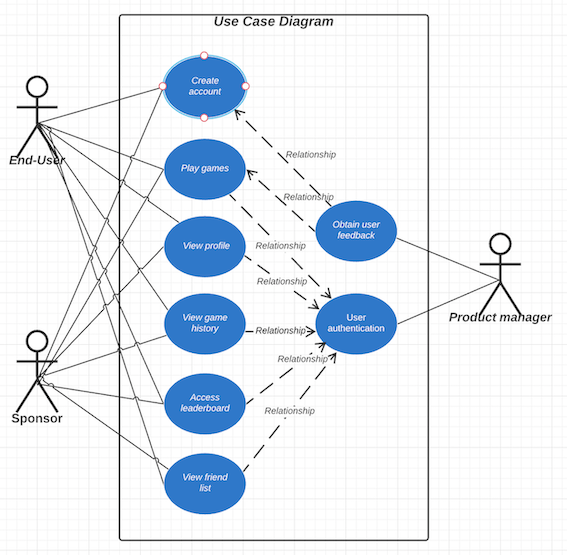 Use Case Diagram
Create
account
Relationship
End-User
Play games
Relationship
Obtain user
feedback
View profile
Relationship
Relationship
View game
history
Relationship
User
authentication
Product manager
Relationship
Access
leaderboard
Relationship
Sponsor
View friend
list